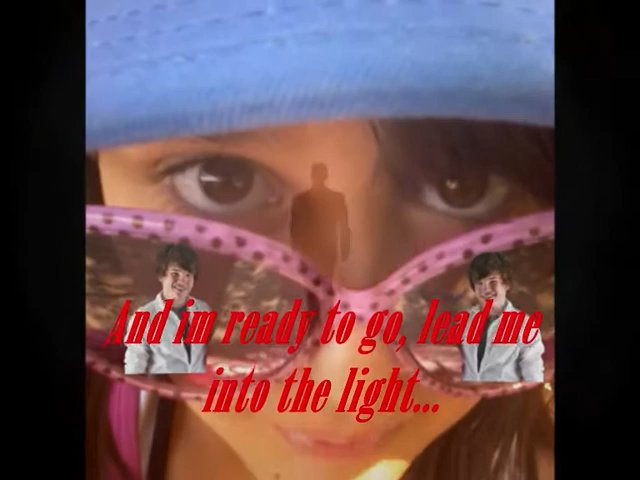 And im ready to go, lead me
into the light...